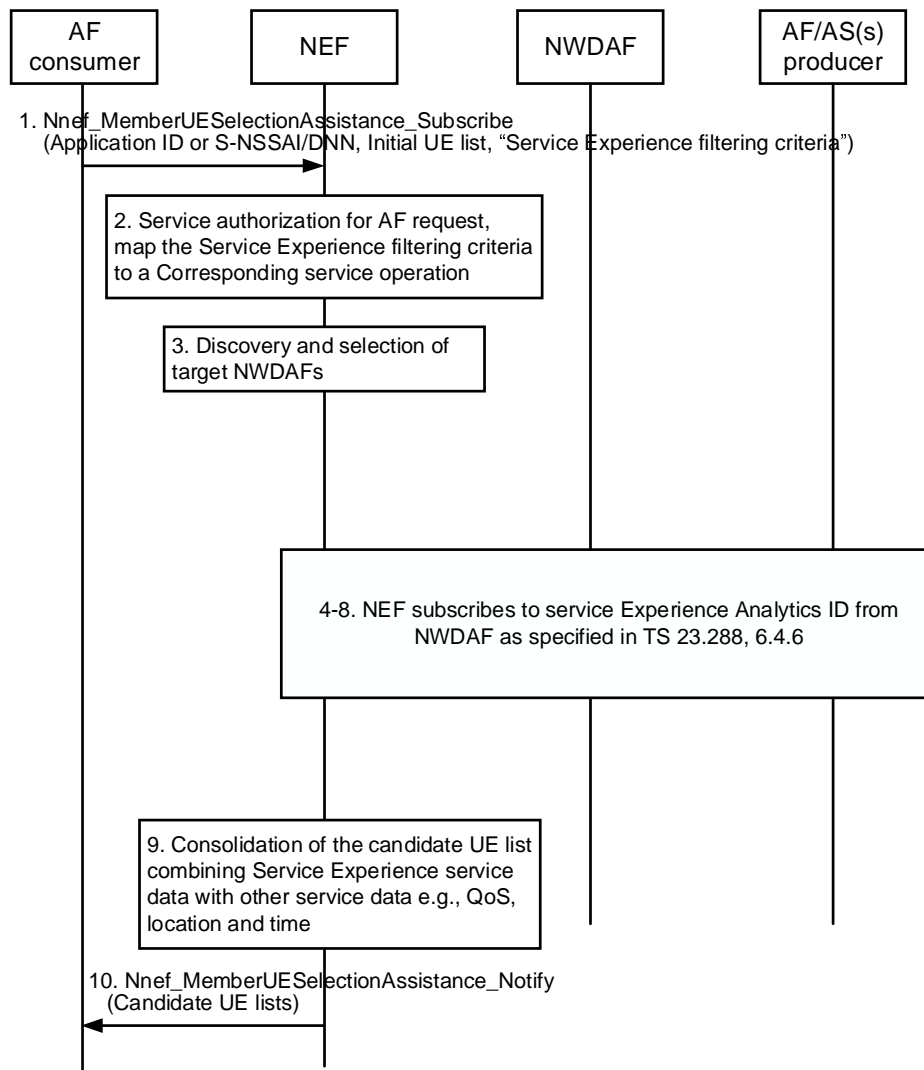 AF
consumer
NEF
NWDAF
AF/AS(s)
producer
1. Nnef_MemberUESelectionAssistance_Subscribe
(Application ID or S-NSSAI/DNN, Initial UE list, “Service Experience filtering criteria”)
2. Service authorization for AF request,
map the Service Experience filtering criteria
to a Corresponding service operation
3. Discovery and selection of
target NWDAFs
4-8. NEF subscribes to service Experience Analytics ID from
NWDAF as specified in TS 23.288, 6.4.6
9. Consolidation of the candidate UE list
combining Service Experience service
data with other service data e.g., QoS,
location and time
10. Nnef_MemberUESelectionAssistance_Notify
(Candidate UE lists)